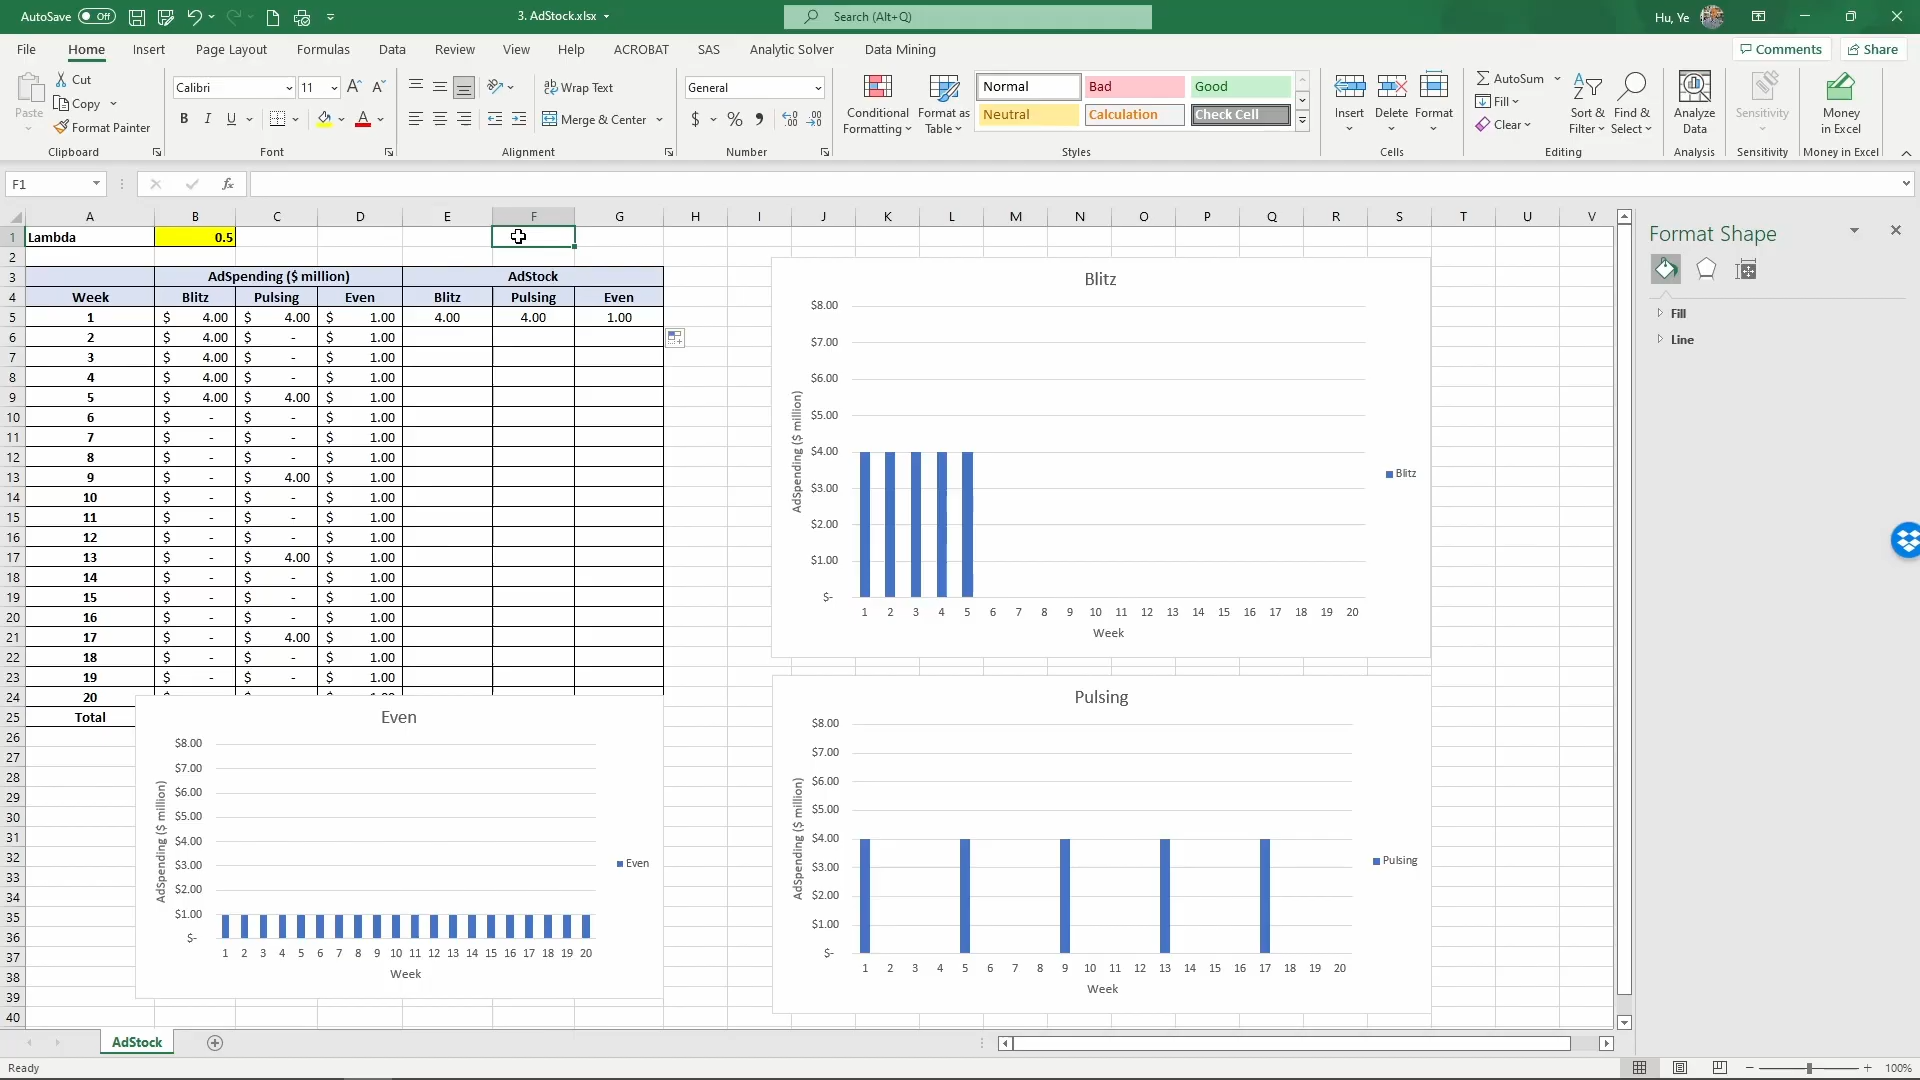 AutoSave Off 3. AdStock.xlsx Search (Alt+Q) Hu, Ye
File Home Insert Page Layout Formulas Data Review View Help ACROBAT SAS Analytic Solver Data Mining Comments Share
Paste Cut Copy Format Painter
Calibri 11 B I U
Wrap Text Merge & Center
General $ % 9
Conditional Formatting Format as Table
Normal Bad Good
Neutral Calculation Check Cell
Insert Delete Format
AutoSum Fill Clear
Sort & Filter Find & Select
Analyze Data
Sensitivity
Money in Excel
Clipboard Font Alignment Number Styles Cells Editing Analysis Sensitivity Money in Excel
F1 fx
A B C D E F G H I J K L M N O P Q R S T U V
1 Lambda 0.5
2
3 AdSpending ($ million) AdStock
4 Week Blitz Pulsing Even Blitz Pulsing Even
5 1 $ 4.00 $ 4.00 $ 1.00 4.00 4.00 1.00
6 2 $ 4.00 $ - $ 1.00
7 3 $ 4.00 $ - $ 1.00
8 4 $ 4.00 $ - $ 1.00
9 5 $ 4.00 $ 4.00 $ 1.00
10 6 $ - $ - $ 1.00
11 7 $ - $ - $ 1.00
12 8 $ - $ - $ 1.00
13 9 $ - $ 4.00 $ 1.00
14 10 $ - $ - $ 1.00
15 11 $ - $ - $ 1.00
16 12 $ - $ - $ 1.00
17 13 $ - $ 4.00 $ 1.00
18 14 $ - $ - $ 1.00
19 15 $ - $ - $ 1.00
20 16 $ - $ - $ 1.00
21 17 $ - $ 4.00 $ 1.00
22 18 $ - $ - $ 1.00
23 19 $ - $ - $ 1.00
24 20
25 Total
26
27
28
29
30
31
32
33
34
35
36
37
38
39
40
Blitz
AdSpending ($ million)
$8.00
$7.00
$6.00
$5.00
$4.00
$3.00
$2.00
$1.00
$-
1 2 3 4 5 6 7 8 9 10 11 12 13 14 15 16 17 18 19 20
Week
Blitz
Even
AdSpending ($ million)
$8.00
$7.00
$6.00
$5.00
$4.00
$3.00
$2.00
$1.00
$-
1 2 3 4 5 6 7 8 9 10 11 12 13 14 15 16 17 18 19 20
Week
Even
Pulsing
AdSpending ($ million)
$8.00
$7.00
$6.00
$5.00
$4.00
$3.00
$2.00
$1.00
$-
1 2 3 4 5 6 7 8 9 10 11 12 13 14 15 16 17 18 19 20
Week
Pulsing
Format Shape
Fill
Line
AdStock
Ready 100%